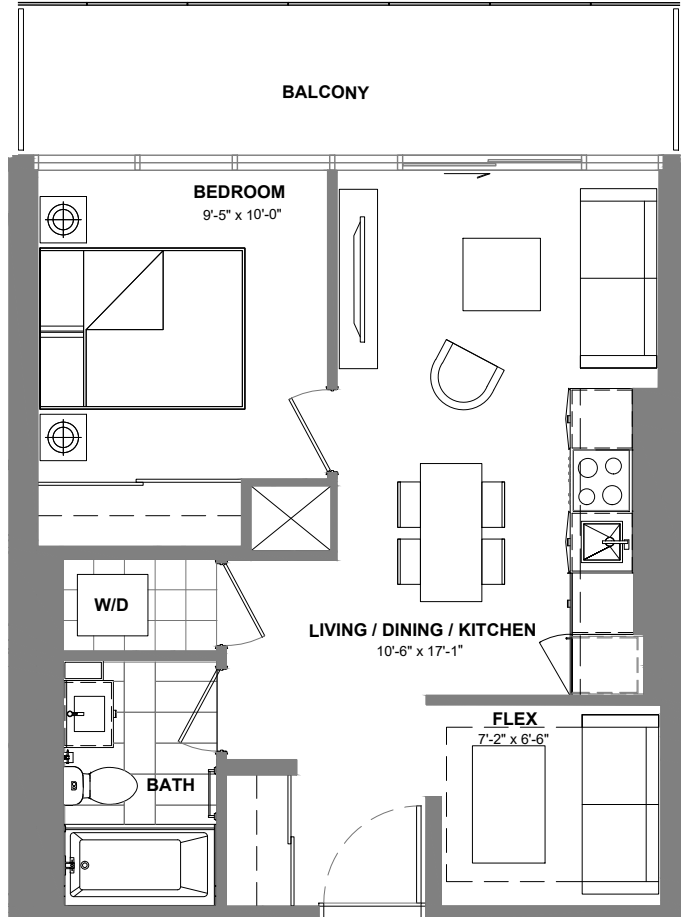 BALCONY
BEDROOM
9'-5" x 10'-0"
W/D
LIVING / DINING / KITCHEN
10'-6" x 17'-1"
FLEX
7'-2" x 6'-6"
BATH